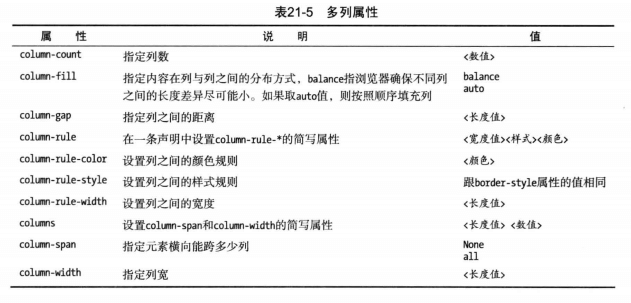 表21-5 多列属性
属 性 说 明 值
column-count 指定列数 <数值>
column-fill 指定内容在列与列之间的分布方式，balance指浏览器确保不同列 balance
之间的长度差异尽可能小。如果取auto值，则按照顺序填充列 auto
column-gap 指定列之间的距离 <长度值>
column-rule 在一条声明中设置column-rule-*的简写属性 <宽度值><样式><颜色>
column-rule-color 设置列之间的颜色规则 <颜色>
column-rule-style 设置列之间的样式规则 跟border-style属性的值相同
column-rule-width 设置列之间的宽度 <长度值>
columns 设置column-span和column-width的简写属性 <长度值> <数值>
column-span 指定元素横向能跨多少列 None
all
column-width 指定列宽 <长度值>